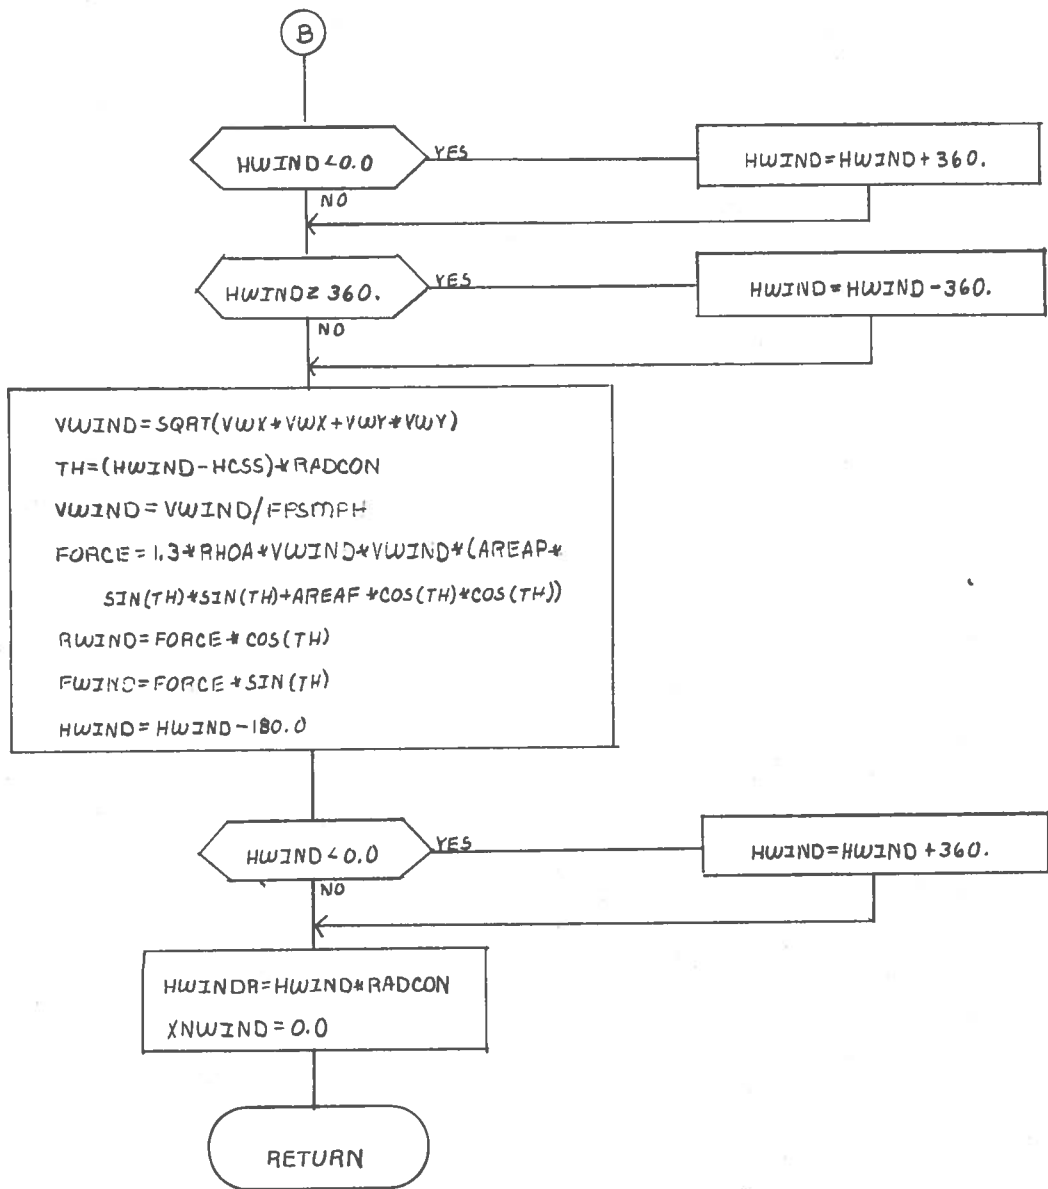 B
HWIND<0.0
YES
HWIND=HWIND+360.
NO
HWIND≥360.
YES
HWIND=HWIND-360.
NO
VWIND=SQRT(VWX*VWX+VWY*VWY)
TH=(HWIND-HCSS)*RADCON
VWIND=VWIND/FPSMPH
FORCE=1.3*RHOA*VWIND*VWIND*(AREAP*
SIN(TH)*SIN(TH)+AREAF*COS(TH)*COS(TH))
RWIND=FORCE*COS(TH)
FWIND=FORCE*SIN(TH)
HWIND=HWIND-180.0
HWIND<0.0
YES
HWIND=HWIND+360.
NO
HWINDR=HWIND*RADCON
XNWIND=0.0
RETURN